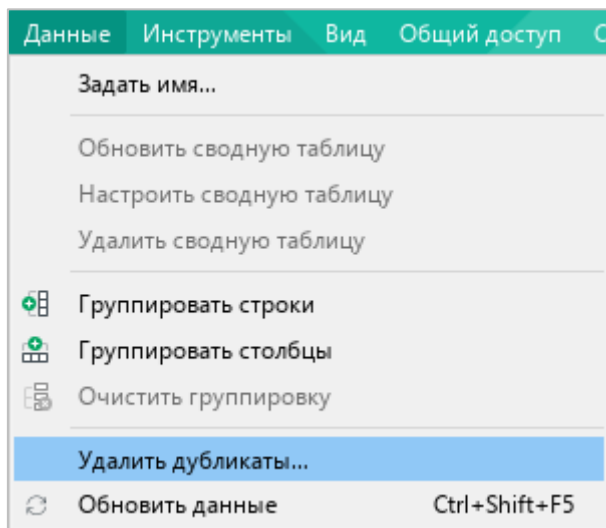 Данные Инструменты Вид Общий доступ
Задать имя...
Обновить сводную таблицу
Настроить сводную таблицу
Удалить сводную таблицу
Группировать строки
Группировать столбцы
Очистить группировку
Удалить дубликаты...
Обновить данные Ctrl+Shift+F5